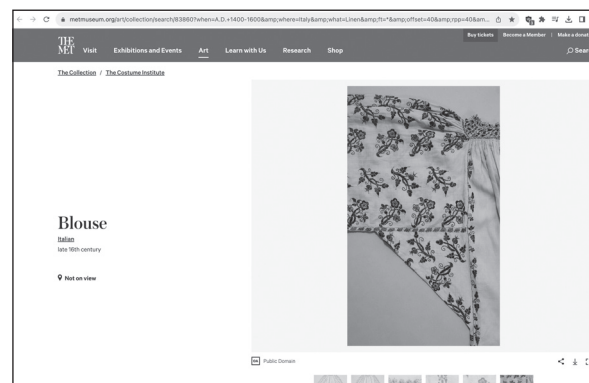 metmuseum.org/art/collection/search/83860?when=A.D.+1400-1600&amp;where=Italy&amp;what=Linen&amp;ft=*&amp;offset=40&amp;rpp=40&am...
Buy tickets Become a Member | Make a donat
THE MET Visit Exhibitions and Events Art Learn with Us Research Shop Sear
The Collection / The Costume Institute
Blouse
Italian
late 16th century
Not on view
Public Domain